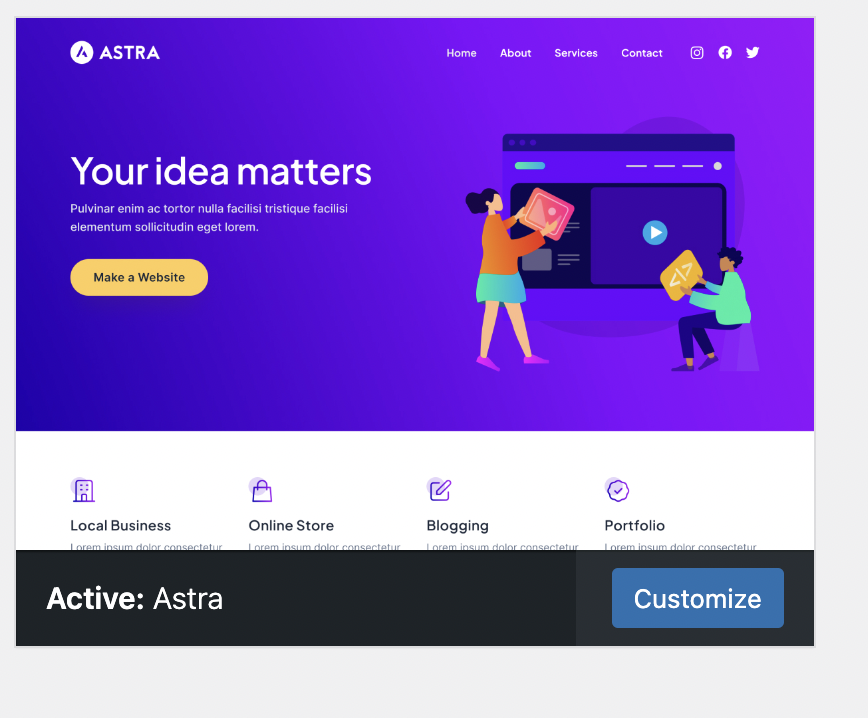 ASTRA
Home About Services Contact
Your idea matters
Pulvinar enim ac tortor nulla facilisi tristique facilisi
elementum sollicitudin eget lorem.
Make a Website
</>
Local Business Online Store Blogging Portfolio
Lorem ipsum dolor consectetur Lorem ipsum dolor consectetur Lorem ipsum dolor consectetur Lorem ipsum dolor consectetur
Active: Astra
Customize